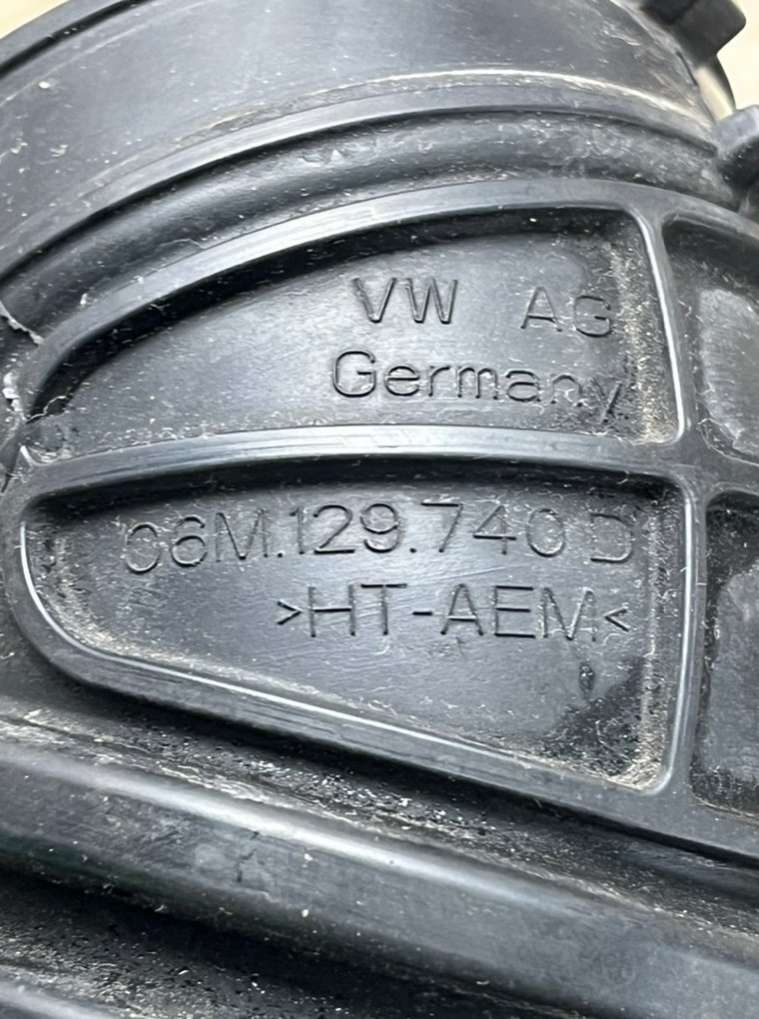 VW AG
Germany
06M.129.740 D
>HT-AEM<